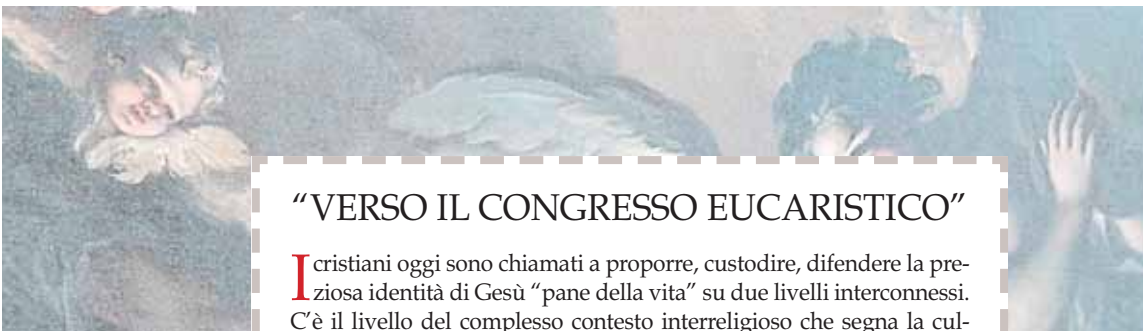 “VERSO IL CONGRESSO EUCARISTICO”
I cristiani oggi sono chiamati a proporre, custodire, difendere la pre-
ziosa identità di Gesù “pane della vita” su due livelli interconnessi.
C’è il livello del complesso contesto interreligioso che segna la cul-